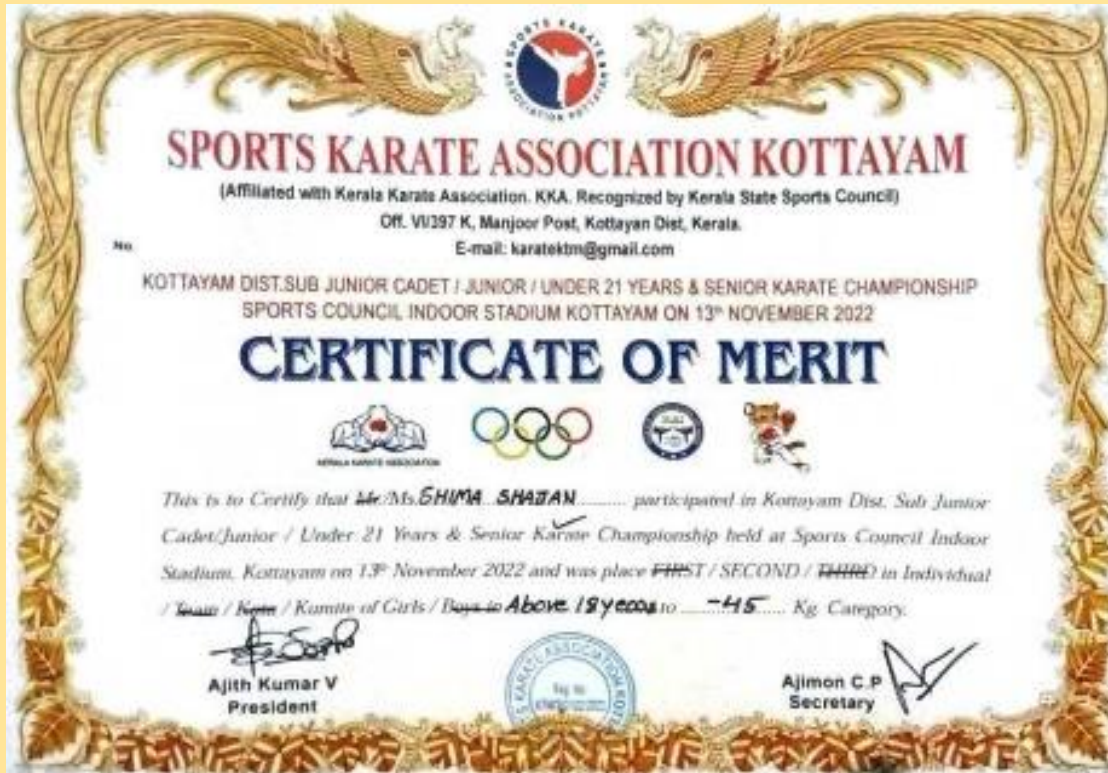 SPORTS KARATE
ASSOCIATION KOTTAYAM
SPORTS KARATE ASSOCIATION KOTTAYAM
(Affiliated with Kerala Karate Association. KKA. Recognized by Kerala State Sports Council)
Off. VI/397 K, Manjoor Post, Kottayan Dist, Kerala.
No.
E-mail: karatektm@gmail.com
KOTTAYAM DIST.SUB JUNIOR CADET / JUNIOR / UNDER 21 YEARS & SENIOR KARATE CHAMPIONSHIP
SPORTS COUNCIL INDOOR STADIUM KOTTAYAM ON 13th NOVEMBER 2022
CERTIFICATE OF MERIT
KERALA KARATE ASSOCIATION
This is to Certify that Mr./Ms. SHIMA SHAJAN participated in Kottayam Dist. Sub Junior
Cadet/Junior / Under 21 Years & Senior Karate Championship held at Sports Council Indoor
Stadium, Kottayam on 13th November 2022 and was place FIRST / SECOND / THIRD in Individual
/ Team / Kata / Kumite of Girls / Boys in Above 18 years to -45 Kg. Category.
Ajith Kumar V
President
Ajimon C.P
Secretary
KARATE ASSOCIATION